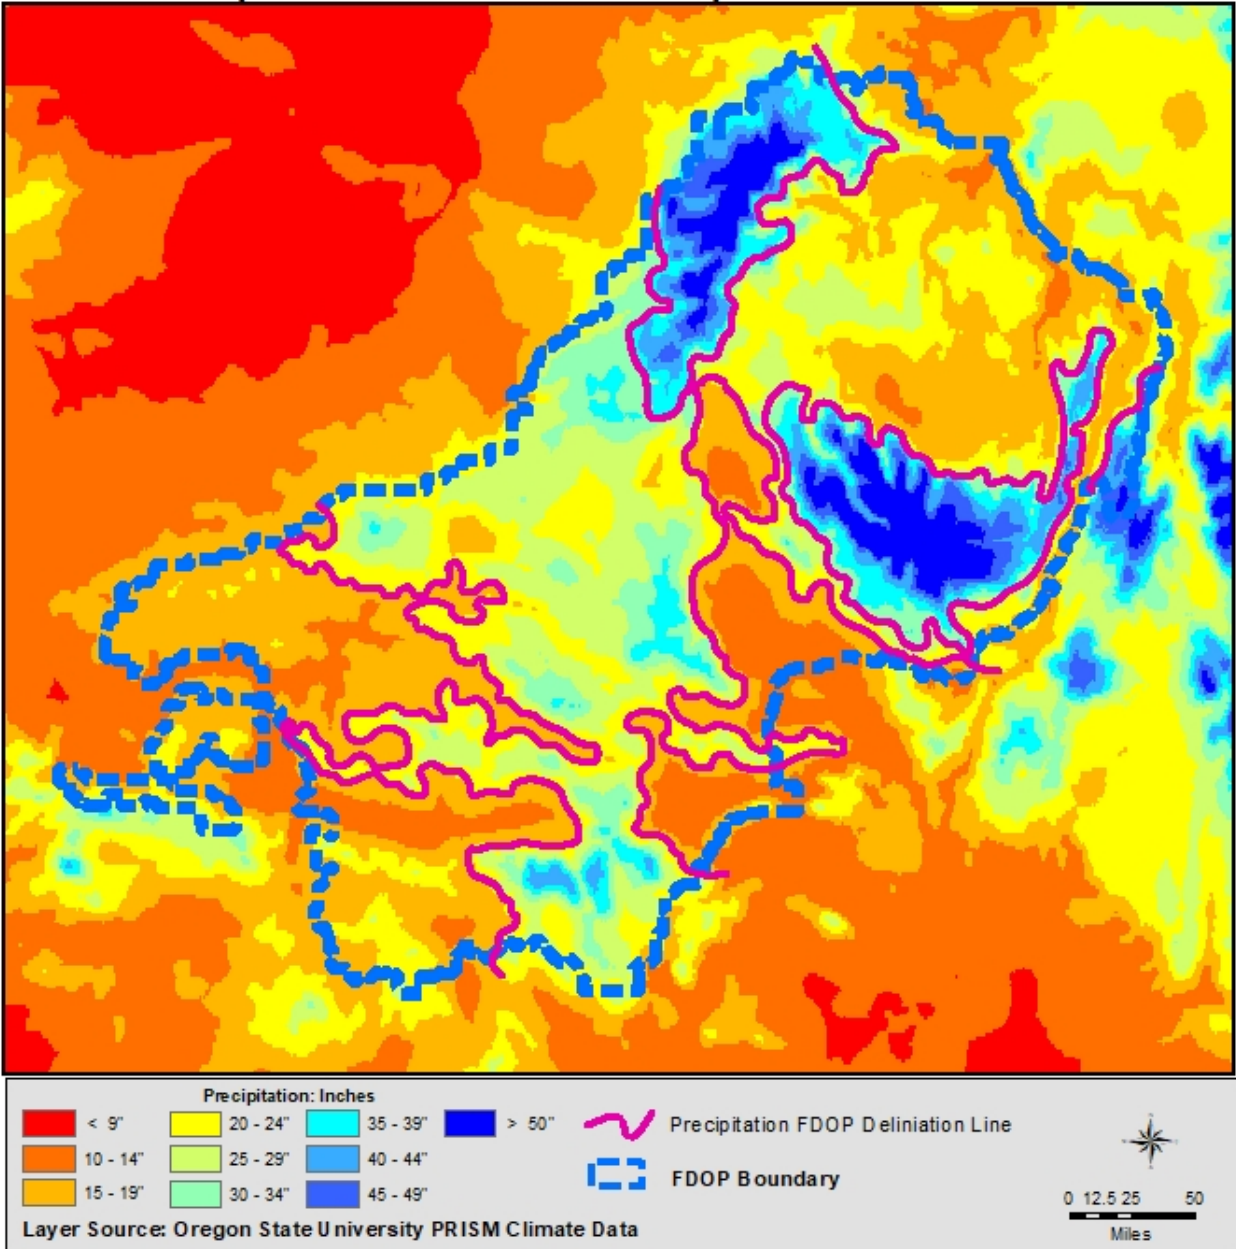 Precipitation: Inches
< 9"
10 - 14"
15 - 19"
20 - 24"
25 - 29"
30 - 34"
35 - 39"
40 - 44"
45 - 49"
> 50"
Precipitation FDOP Deliniation Line
FDOP Boundary
0 12.5 25 50
Miles
Layer Source: Oregon State University PRISM Climate Data